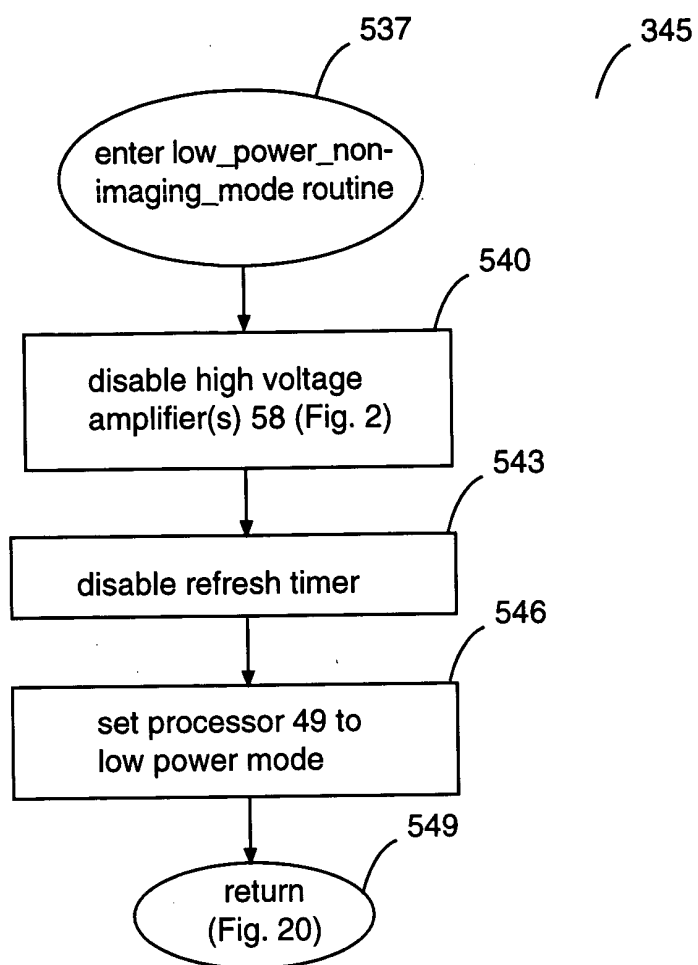 537
345
enter low_power_non-
imaging_mode routine
540
disable high voltage
amplifier(s) 58 (Fig. 2)
543
disable refresh timer
546
set processor 49 to
low power mode
549
return
(Fig. 20)